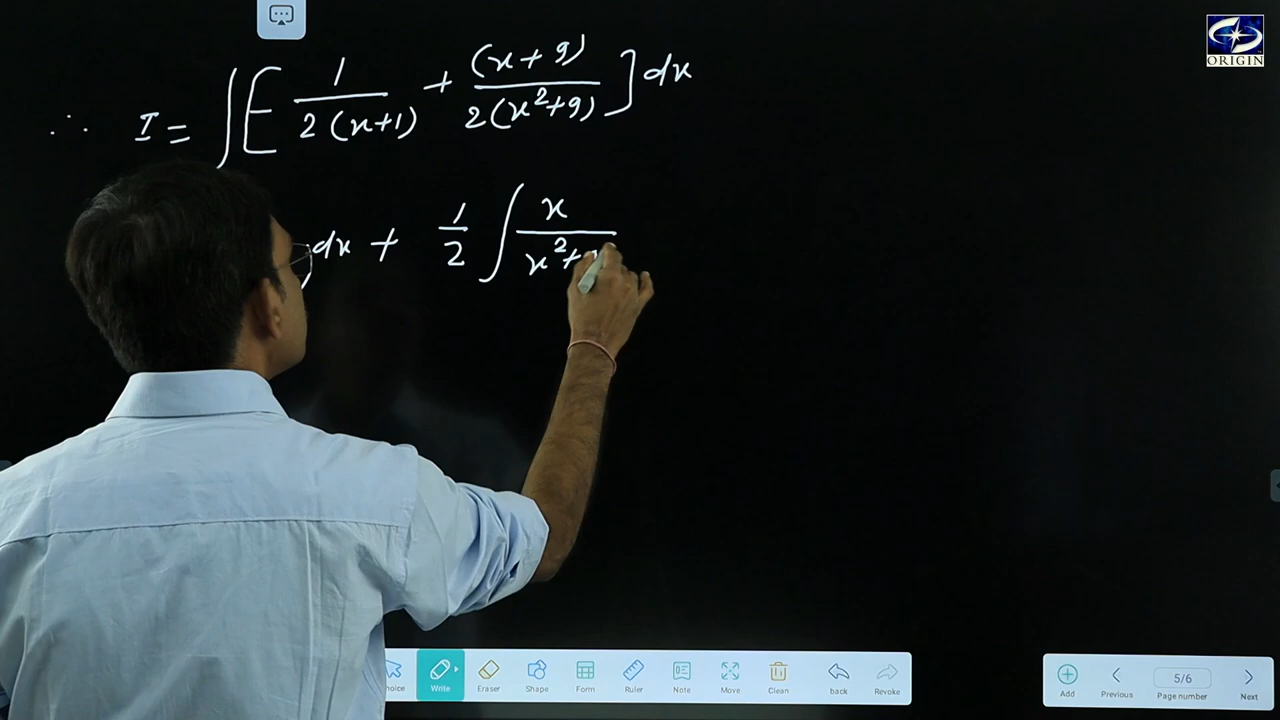 ORIGIN
∴ I = ∫[ 1/2(x+1) + (x+9)/2(x²+9) ] dx
dx + 1/2 ∫ x/x²+
Write Eraser Shape Form Ruler Note Move Clean back Revoke
Add Previous 5/6 Page number Next